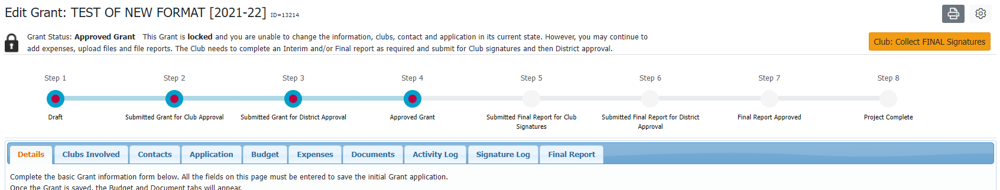 Edit Grant: TEST OF NEW FORMAT [2021-22] ID=13214
Grant Status: Approved Grant This Grant is locked and you are unable to change the information, clubs, contact and application in its current state. However, you may continue to
add expenses, upload files and file reports. The Club needs to complete an Interim and/or Final report as required and submit for Club signatures and then District approval.
Club: Collect FINAL Signatures
Step 1 Step 2 Step 3 Step 4 Step 5 Step 6 Step 7 Step 8
Draft Submitted Grant for Club Approval Submitted Grant for District Approval Approved Grant Submitted Final Report for Club Submitted Final Report for District Final Report Approved Project Complete
Signatures Approval
Details Clubs Involved Contacts Application Budget Expenses Documents Activity Log Signature Log Final Report
Complete the basic Grant information form below. All the fields on this page must be entered to save the initial Grant application.
Once the Grant is saved, the Budget and Document tabs will appear.